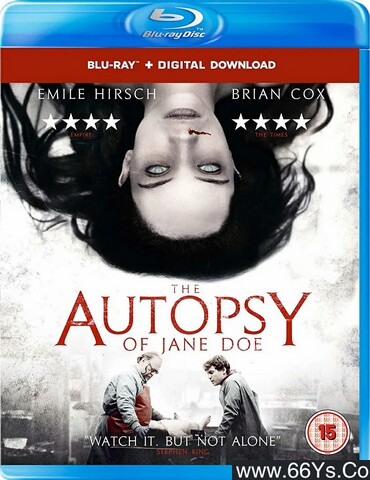 Blu-ray Disc
BLU-RAY™ + DIGITAL DOWNLOAD
EMILE HIRSCH BRIAN COX
★★★★ ★★★★
EMPIRE THE TIMES
THE
AUTOPSY
OF JANE DOE
"WATCH IT. BUT NOT ALONE"
STEPHEN KING
15
www.66Ys.Co